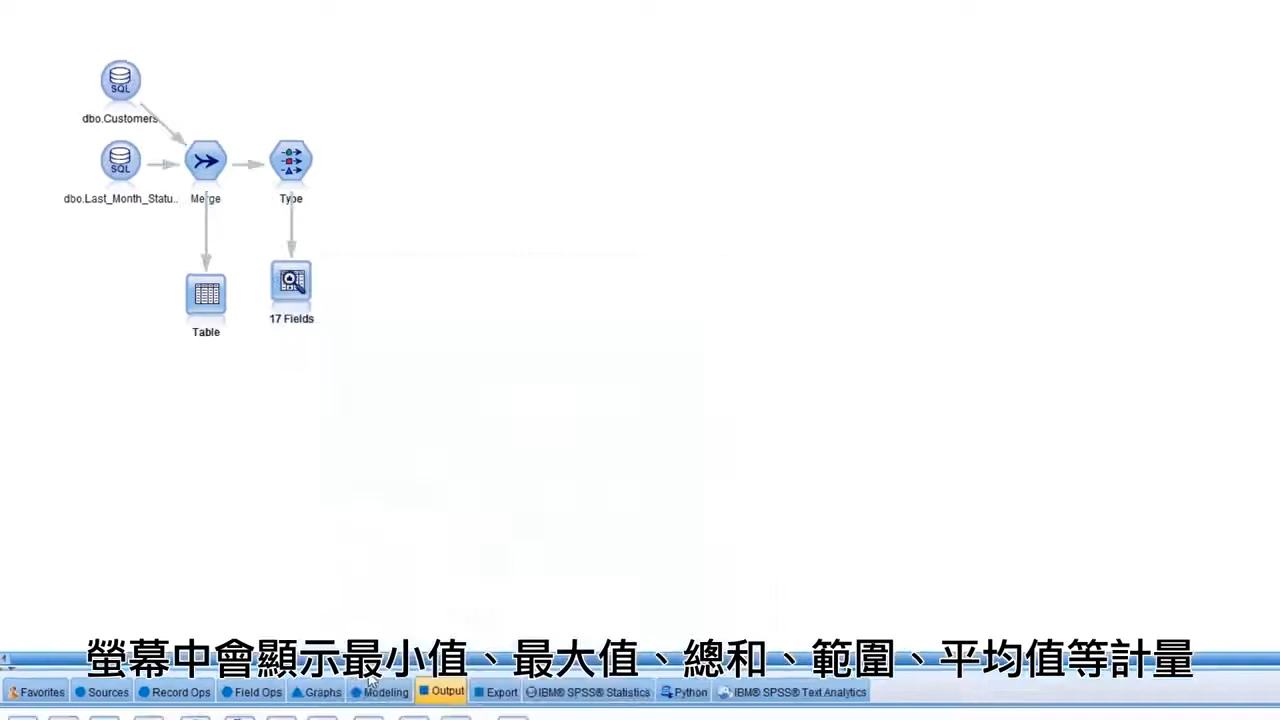 SQL
dbo.Customers
SQL
dbo.Last_Month_Statu..
Merge
Type
Table
17 Fields
螢幕中會顯示最小值、最大值、總和、範圍、平均值等計量
Favorites Sources Record Ops Field Ops Graphs Modeling Output Export IBM® SPSS® Statistics Python IBM® SPSS® Text Analytics